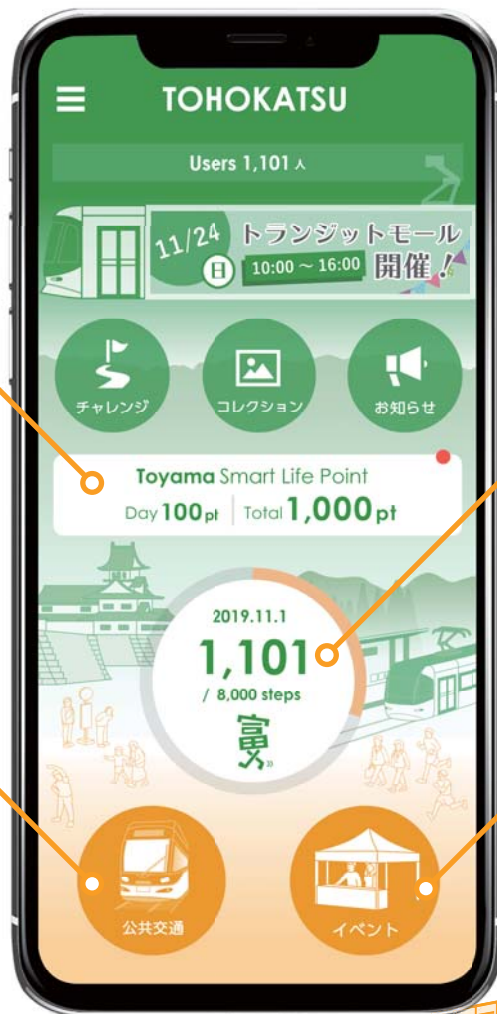 TOHOKATSU
Users 1,101 人
11/24
日
トランジットモール
10:00 ~ 16:00 開催!
チャレンジ
コレクション
お知らせ
Toyama Smart Life Point
Day 100 pt Total 1,000 pt
2019.11.1
1,101
/ 8,000 steps
公共交通
イベント